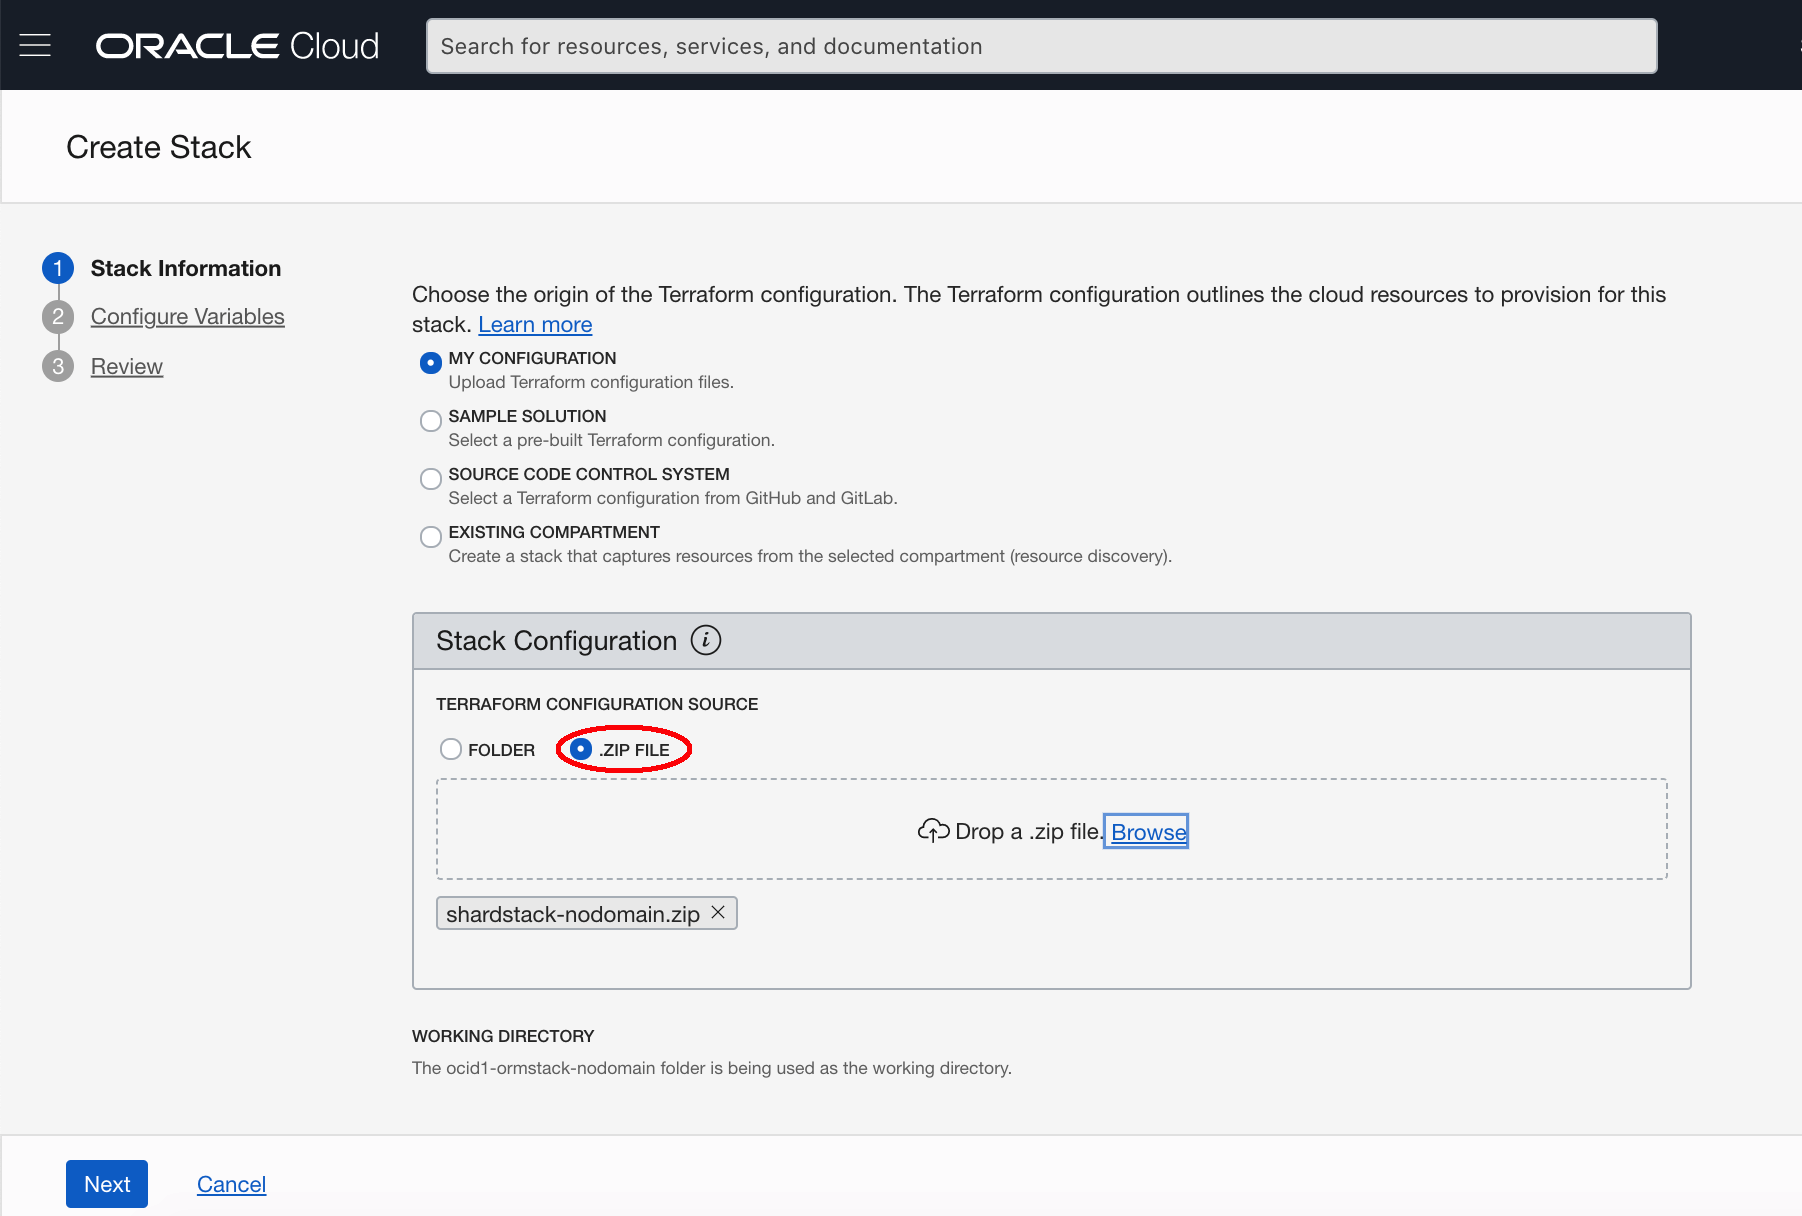 ORACLE Cloud
Search for resources, services, and documentation
Create Stack
1 Stack Information
2 Configure Variables
3 Review
Choose the origin of the Terraform configuration. The Terraform configuration outlines the cloud resources to provision for this
stack. Learn more
MY CONFIGURATION
Upload Terraform configuration files.
SAMPLE SOLUTION
Select a pre-built Terraform configuration.
SOURCE CODE CONTROL SYSTEM
Select a Terraform configuration from GitHub and GitLab.
EXISTING COMPARTMENT
Create a stack that captures resources from the selected compartment (resource discovery).
Stack Configuration i
TERRAFORM CONFIGURATION SOURCE
FOLDER .ZIP FILE
Drop a .zip file. Browse
shardstack-nodomain.zip
WORKING DIRECTORY
The ocid1-ormstack-nodomain folder is being used as the working directory.
Next Cancel